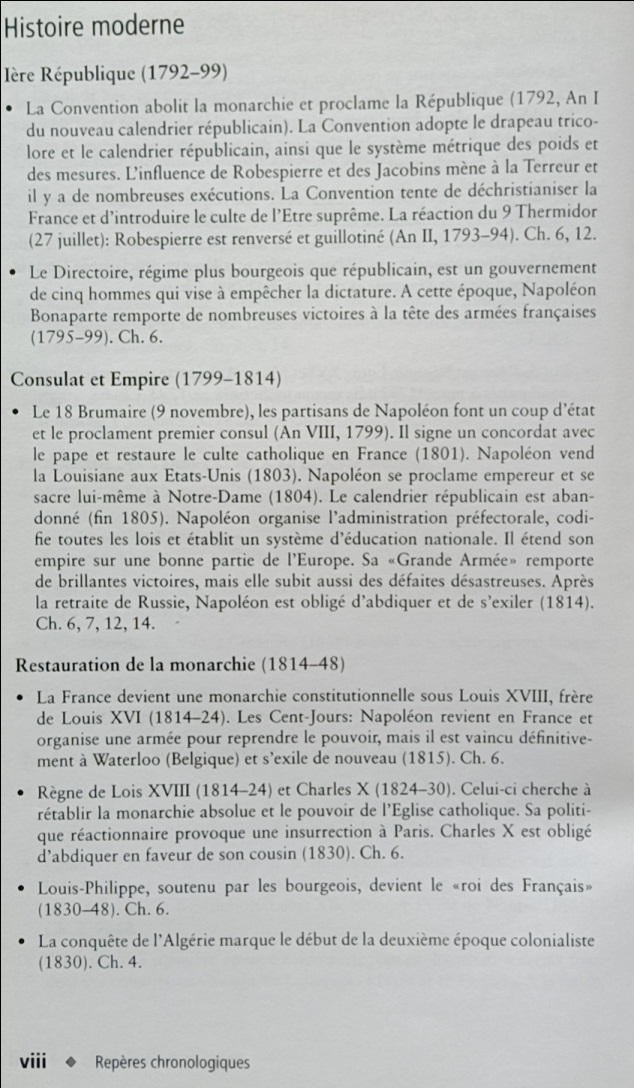 Histoire moderne
Ière République (1792–99)
• La Convention abolit la monarchie et proclame la République (1792, An I
du nouveau calendrier républicain). La Convention adopte le drapeau trico-
lore et le calendrier républicain, ainsi que le système métrique des poids et
des mesures. L'influence de Robespierre et des Jacobins mène à la Terreur et
il y a de nombreuses exécutions. La Convention tente de déchristianiser la
France et d'introduire le culte de l'Etre suprême. La réaction du 9 Thermidor
(27 juillet): Robespierre est renversé et guillotiné (An II, 1793–94). Ch. 6, 12.
• Le Directoire, régime plus bourgeois que républicain, est un gouvernement
de cinq hommes qui vise à empêcher la dictature. A cette époque, Napoléon
Bonaparte remporte de nombreuses victoires à la tête des armées françaises
(1795–99). Ch. 6.
Consulat et Empire (1799–1814)
• Le 18 Brumaire (9 novembre), les partisans de Napoléon font un coup d'état
et le proclament premier consul (An VIII, 1799). Il signe un concordat avec
le pape et restaure le culte catholique en France (1801). Napoléon vend
la Louisiane aux Etats-Unis (1803). Napoléon se proclame empereur et se
sacre lui-même à Notre-Dame (1804). Le calendrier républicain est aban-
donné (fin 1805). Napoléon organise l'administration préfectorale, codi-
fie toutes les lois et établit un système d'éducation nationale. Il étend son
empire sur une bonne partie de l'Europe. Sa «Grande Armée» remporte
de brillantes victoires, mais elle subit aussi des défaites désastreuses. Après
la retraite de Russie, Napoléon est obligé d'abdiquer et de s'exiler (1814).
Ch. 6, 7, 12, 14.
Restauration de la monarchie (1814–48)
• La France devient une monarchie constitutionnelle sous Louis XVIII, frère
de Louis XVI (1814–24). Les Cent-Jours: Napoléon revient en France et
organise une armée pour reprendre le pouvoir, mais il est vaincu définitive-
ment à Waterloo (Belgique) et s'exile de nouveau (1815). Ch. 6.
• Règne de Lois XVIII (1814–24) et Charles X (1824–30). Celui-ci cherche à
rétablir la monarchie absolue et le pouvoir de l'Eglise catholique. Sa politi-
que réactionnaire provoque une insurrection à Paris. Charles X est obligé
d'abdiquer en faveur de son cousin (1830). Ch. 6.
• Louis-Philippe, soutenu par les bourgeois, devient le «roi des Français»
(1830–48). Ch. 6.
• La conquête de l'Algérie marque le début de la deuxième époque colonialiste
(1830). Ch. 4.
viii ◆ Repères chronologiques